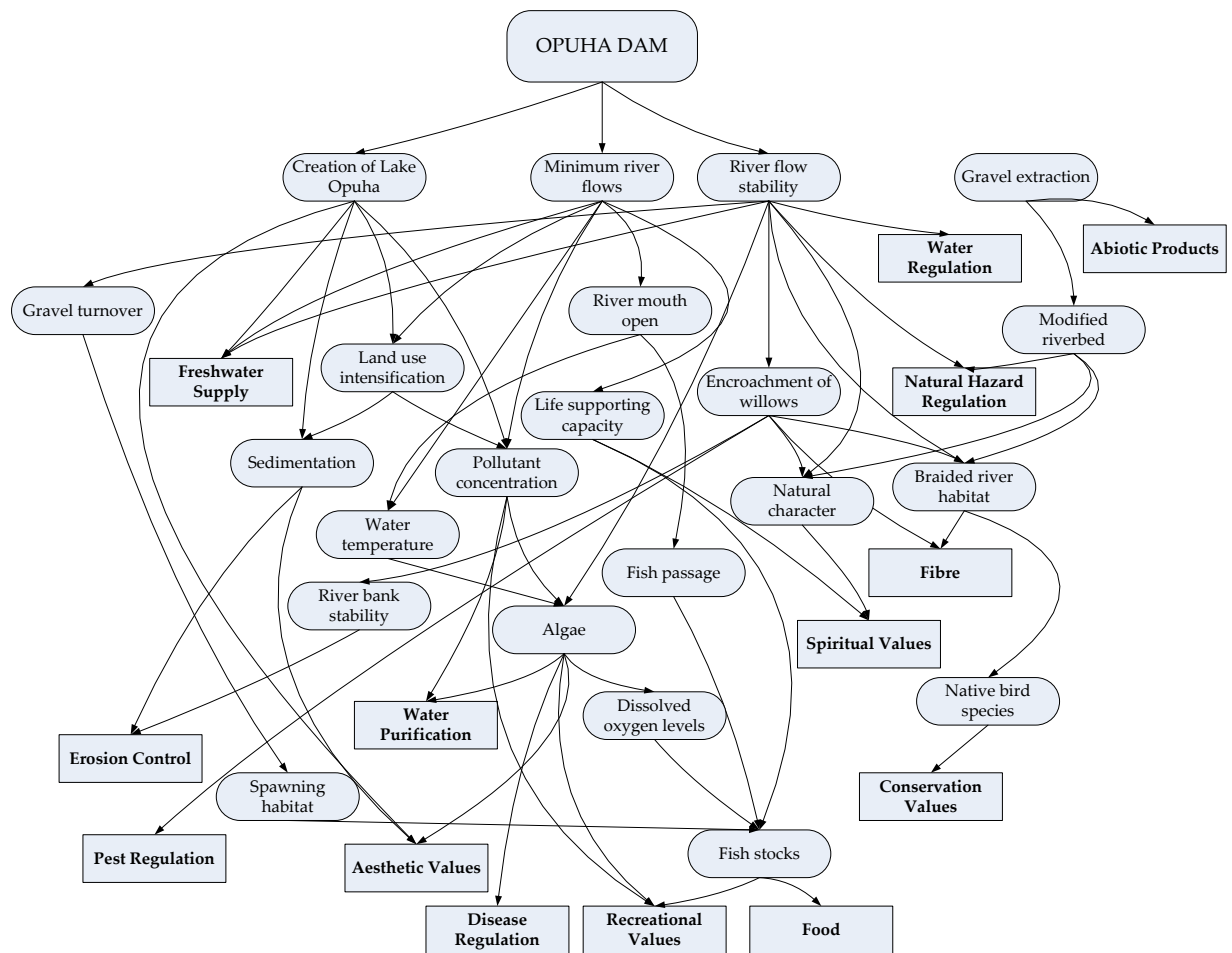 OPUHA DAM
Creation of Lake
Opuha
Minimum river
flows
River flow
stability
Gravel extraction
Water
Regulation
Abiotic Products
Gravel turnover
River mouth
open
Modified
riverbed
Freshwater
Supply
Land use
intensification
Encroachment of
willows
Natural Hazard
Regulation
Life supporting
capacity
Sedimentation
Pollutant
concentration
Natural
character
Braided river
habitat
Water
temperature
Fish passage
Fibre
River bank
stability
Algae
Spiritual Values
Native bird
species
Dissolved
oxygen levels
Water
Purification
Erosion Control
Spawning
habitat
Conservation
Values
Pest Regulation
Aesthetic Values
Fish stocks
Disease
Regulation
Recreational
Values
Food